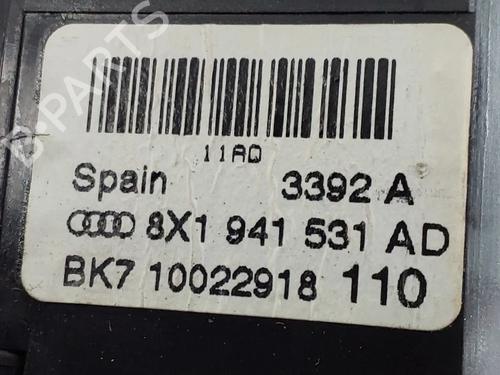 B-PARTS
11AQ
Spain 3392 A
8X1 941 531 AD
BK7 10022918 110